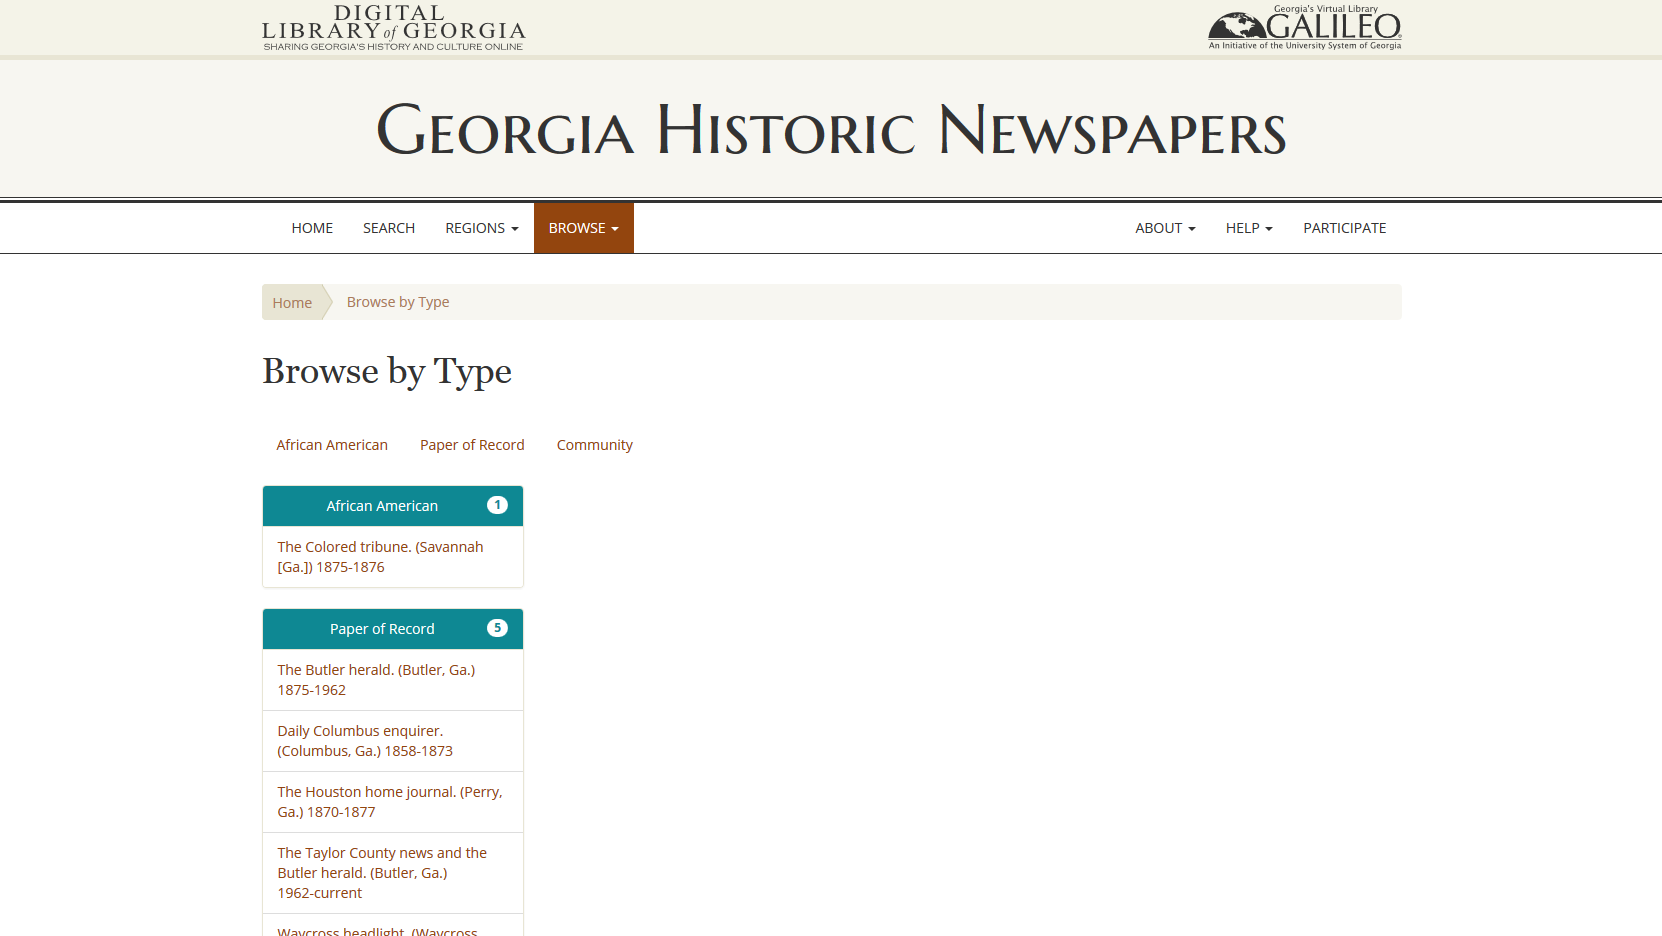 DIGITAL
LIBRARY of GEORGIA
SHARING GEORGIA'S HISTORY AND CULTURE ONLINE
Georgia's Virtual Library
GALILEO®
An Initiative of the University System of Georgia
Georgia Historic Newspapers
HOME SEARCH REGIONS BROWSE ABOUT HELP PARTICIPATE
Home Browse by Type
Browse by Type
African American Paper of Record Community
African American 1
The Colored tribune. (Savannah
[Ga.]) 1875-1876
Paper of Record 5
The Butler herald. (Butler, Ga.)
1875-1962
Daily Columbus enquirer.
(Columbus, Ga.) 1858-1873
The Houston home journal. (Perry,
Ga.) 1870-1877
The Taylor County news and the
Butler herald. (Butler, Ga.)
1962-current
Waycross headlight. (Waycross